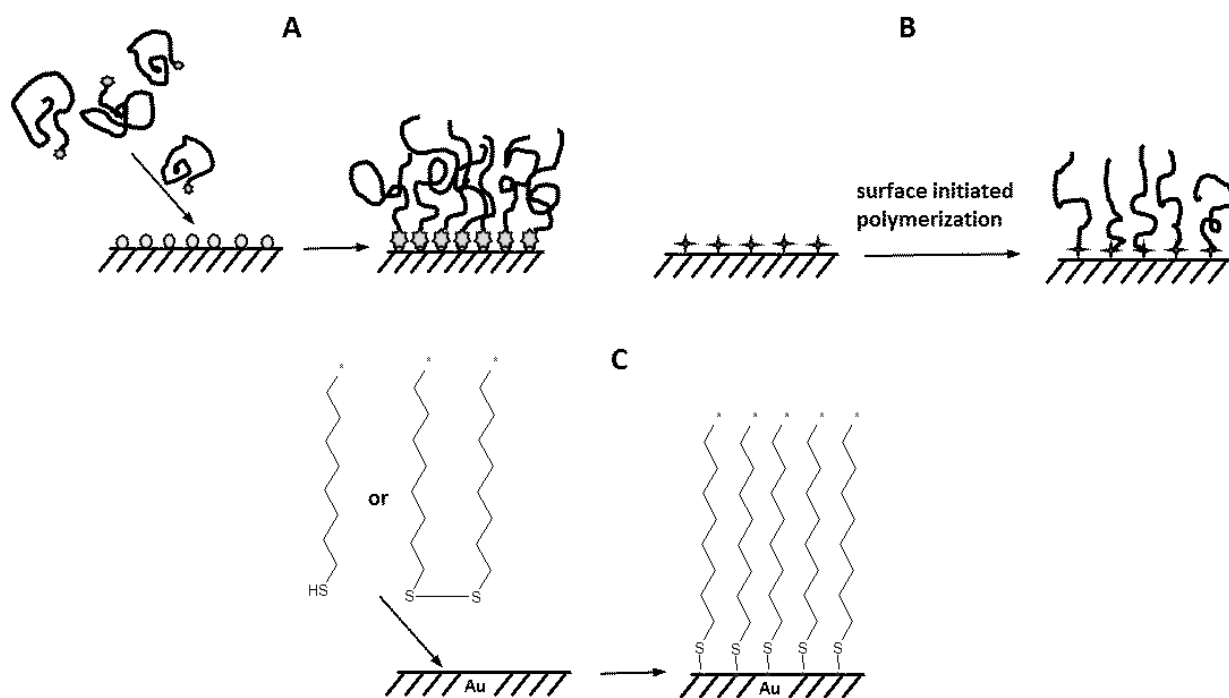 A
B
surface initiated
polymerization
C
* * *
or
HS
S S
Au
* * * * *
S S S S S
Au